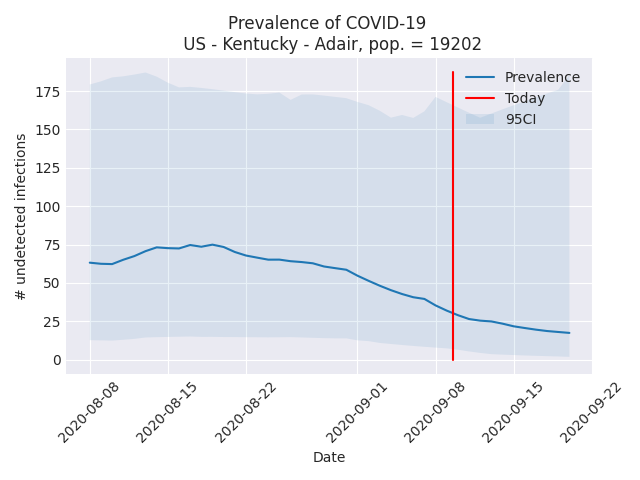 Prevalence of COVID-19
US - Kentucky - Adair, pop. = 19202
# undetected infections
175
150
125
100
75
50
25
0
Prevalence
Today
95CI
2020-08-08
2020-08-15
2020-08-22
2020-09-01
2020-09-08
2020-09-15
2020-09-22
Date